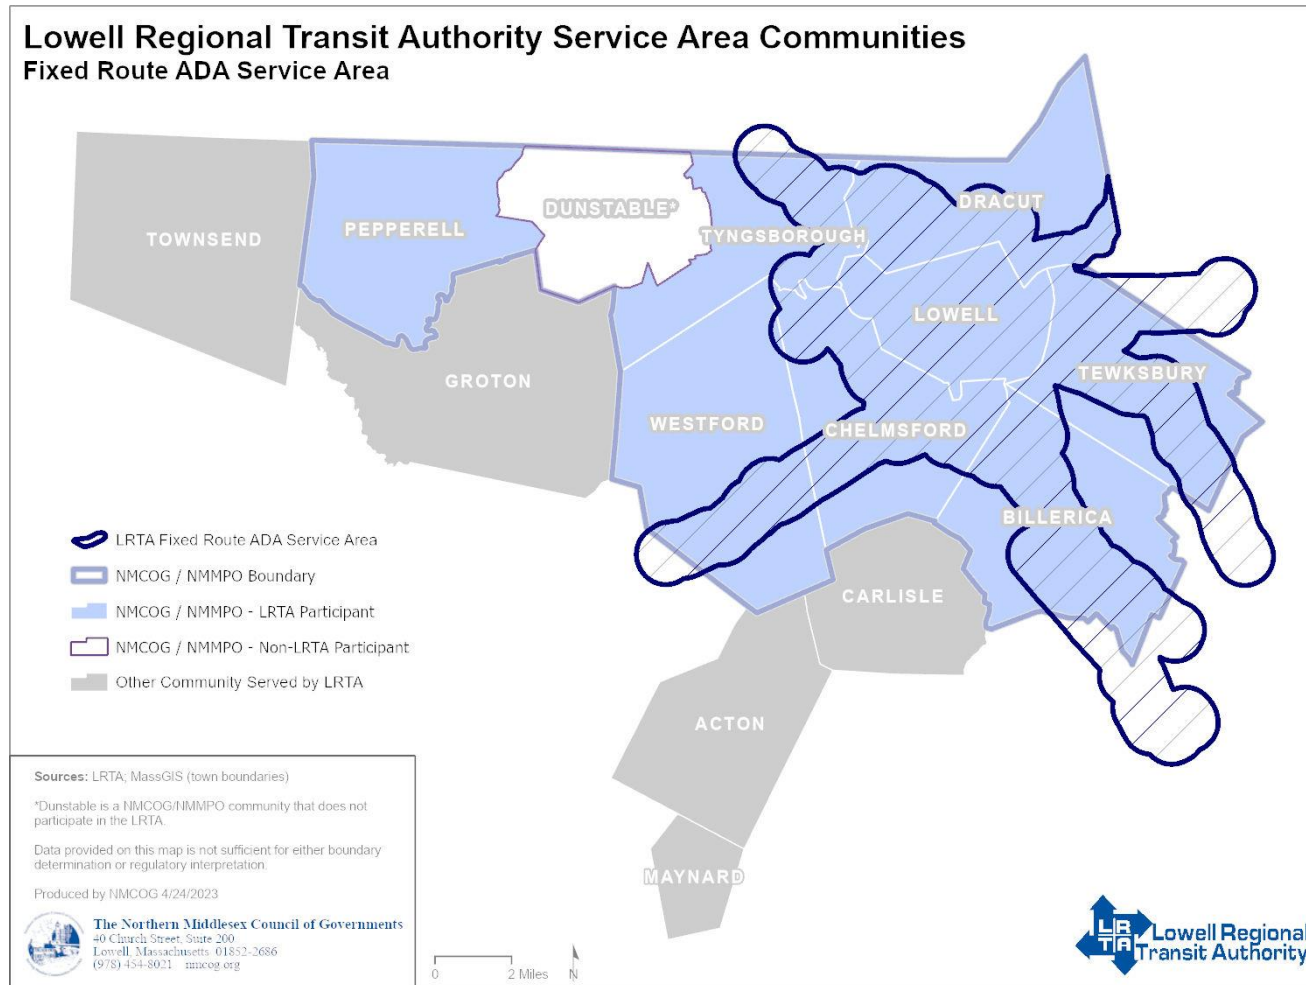 Lowell Regional Transit Authority Service Area Communities
Fixed Route ADA Service Area
TOWNSEND
PEPPERELL
DUNSTABLE*
TYNGSBOROUGH
DRACUT
LOWELL
GROTON
TEWKSBURY
WESTFORD
CHELMSFORD
BILLERICA
CARLISLE
ACTON
MAYNARD
LRTA Fixed Route ADA Service Area
NMCOG / NMMPO Boundary
NMCOG / NMMPO - LRTA Participant
NMCOG / NMMPO - Non-LRTA Participant
Other Community Served by LRTA
Sources: LRTA; MassGIS (town boundaries)
*Dunstable is a NMCOG/NMMPO community that does not
participate in the LRTA.
Data provided on this map is not sufficient for either boundary
determination or regulatory interpretation.
Produced by NMCOG 4/24/2023
The Northern Middlesex Council of Governments
40 Church Street, Suite 200
Lowell, Massachusetts 01852-2686
(978) 454-8021 nmcog.org
0 2 Miles N
LR
TA
Lowell Regional
Transit Authority